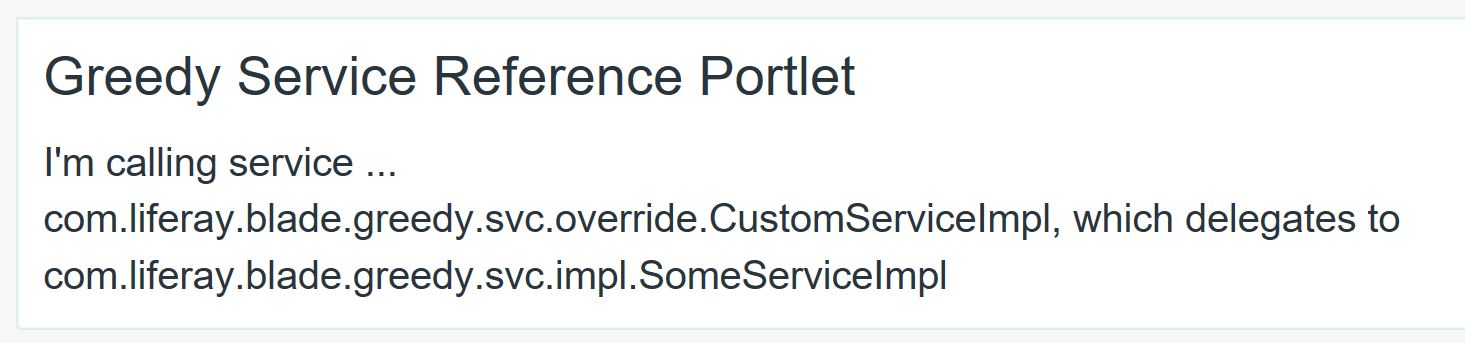 Greedy Service Reference Portlet
I'm calling service ...
com.liferay.blade.greedy.svc.override.CustomServiceImpl, which delegates to
com.liferay.blade.greedy.svc.impl.SomeServiceImpl